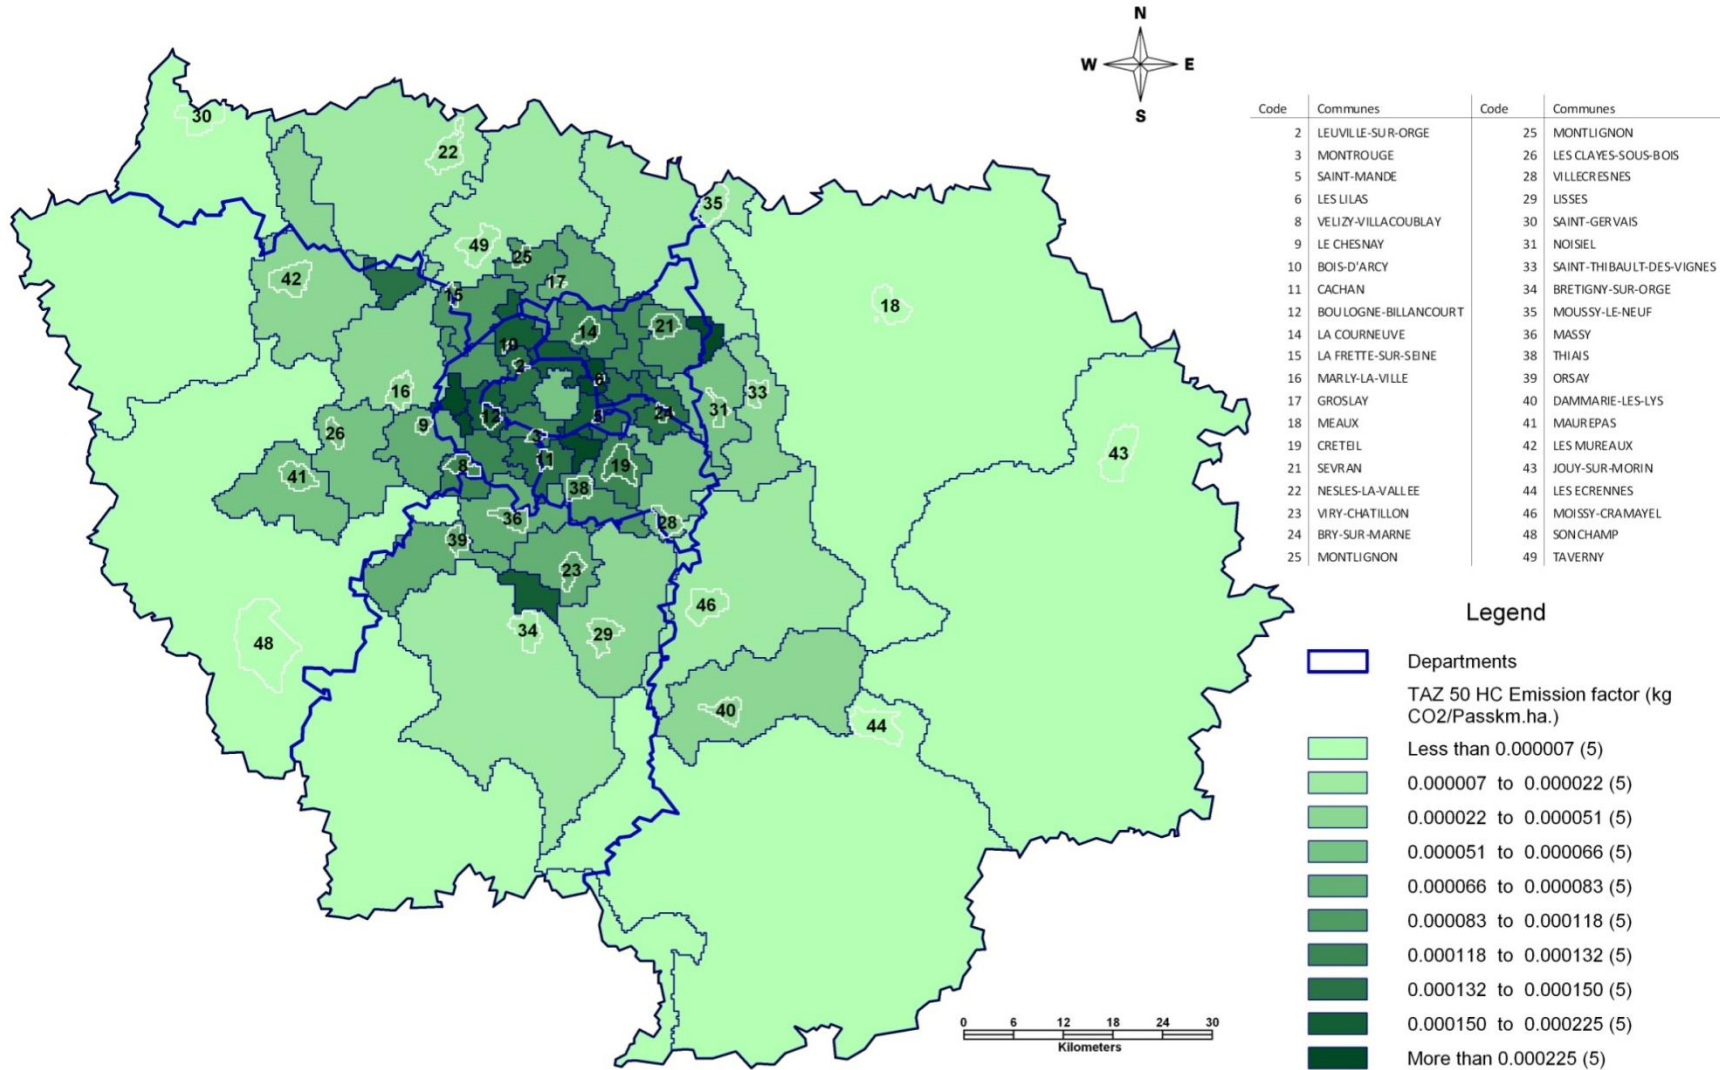 N
W E
S
Code Communes Code Communes
2 LEUVILLE-SUR-ORGE 25 MONTLIGNON
3 MONTROUGE 26 LES CLAYES-SOUS-BOIS
5 SAINT-MANDE 28 VILLECRESNES
6 LES LILAS 29 LISSES
8 VELIZY-VILLACOUBLAY 30 SAINT-GERVAIS
9 LE CHESNAY 31 NOISIEL
10 BOIS-D'ARCY 33 SAINT-THIBAULT-DES-VIGNES
11 CACHAN 34 BRETIGNY-SUR-ORGE
12 BOULOGNE-BILLANCOURT 35 MOUSSY-LE-NEUF
14 LA COURNEUVE 36 MASSY
15 LA FRETTE-SUR-SEINE 38 THIAIS
16 MARLY-LA-VILLE 39 ORSAY
17 GROSLAY 40 DAMMARIE-LES-LYS
18 MEAUX 41 MAUREPAS
19 CRETEIL 42 LES MUREAUX
21 SEVRAN 43 JOUY-SUR-MORIN
22 NESLES-LA-VALLEE 44 LES ECRENNES
23 VIRY-CHATILLON 46 MOISSY-CRAMAYEL
24 BRY-SUR-MARNE 48 SONCHAMP
25 MONTLIGNON 49 TAVERNY
30
22
35
49
25
42
17
15
18
14
21
10
2
6
16
33
31
12
5
24
9
26
3
43
11
19
8
41
38
36
28
39
23
46
34
29
48
40
44
Legend
Departments
TAZ 50 HC Emission factor (kg
CO2/Passkm.ha.)
Less than 0.000007 (5)
0.000007 to 0.000022 (5)
0.000022 to 0.000051 (5)
0.000051 to 0.000066 (5)
0.000066 to 0.000083 (5)
0.000083 to 0.000118 (5)
0.000118 to 0.000132 (5)
0.000132 to 0.000150 (5)
0.000150 to 0.000225 (5)
More than 0.000225 (5)
0 6 12 18 24 30
Kilometers